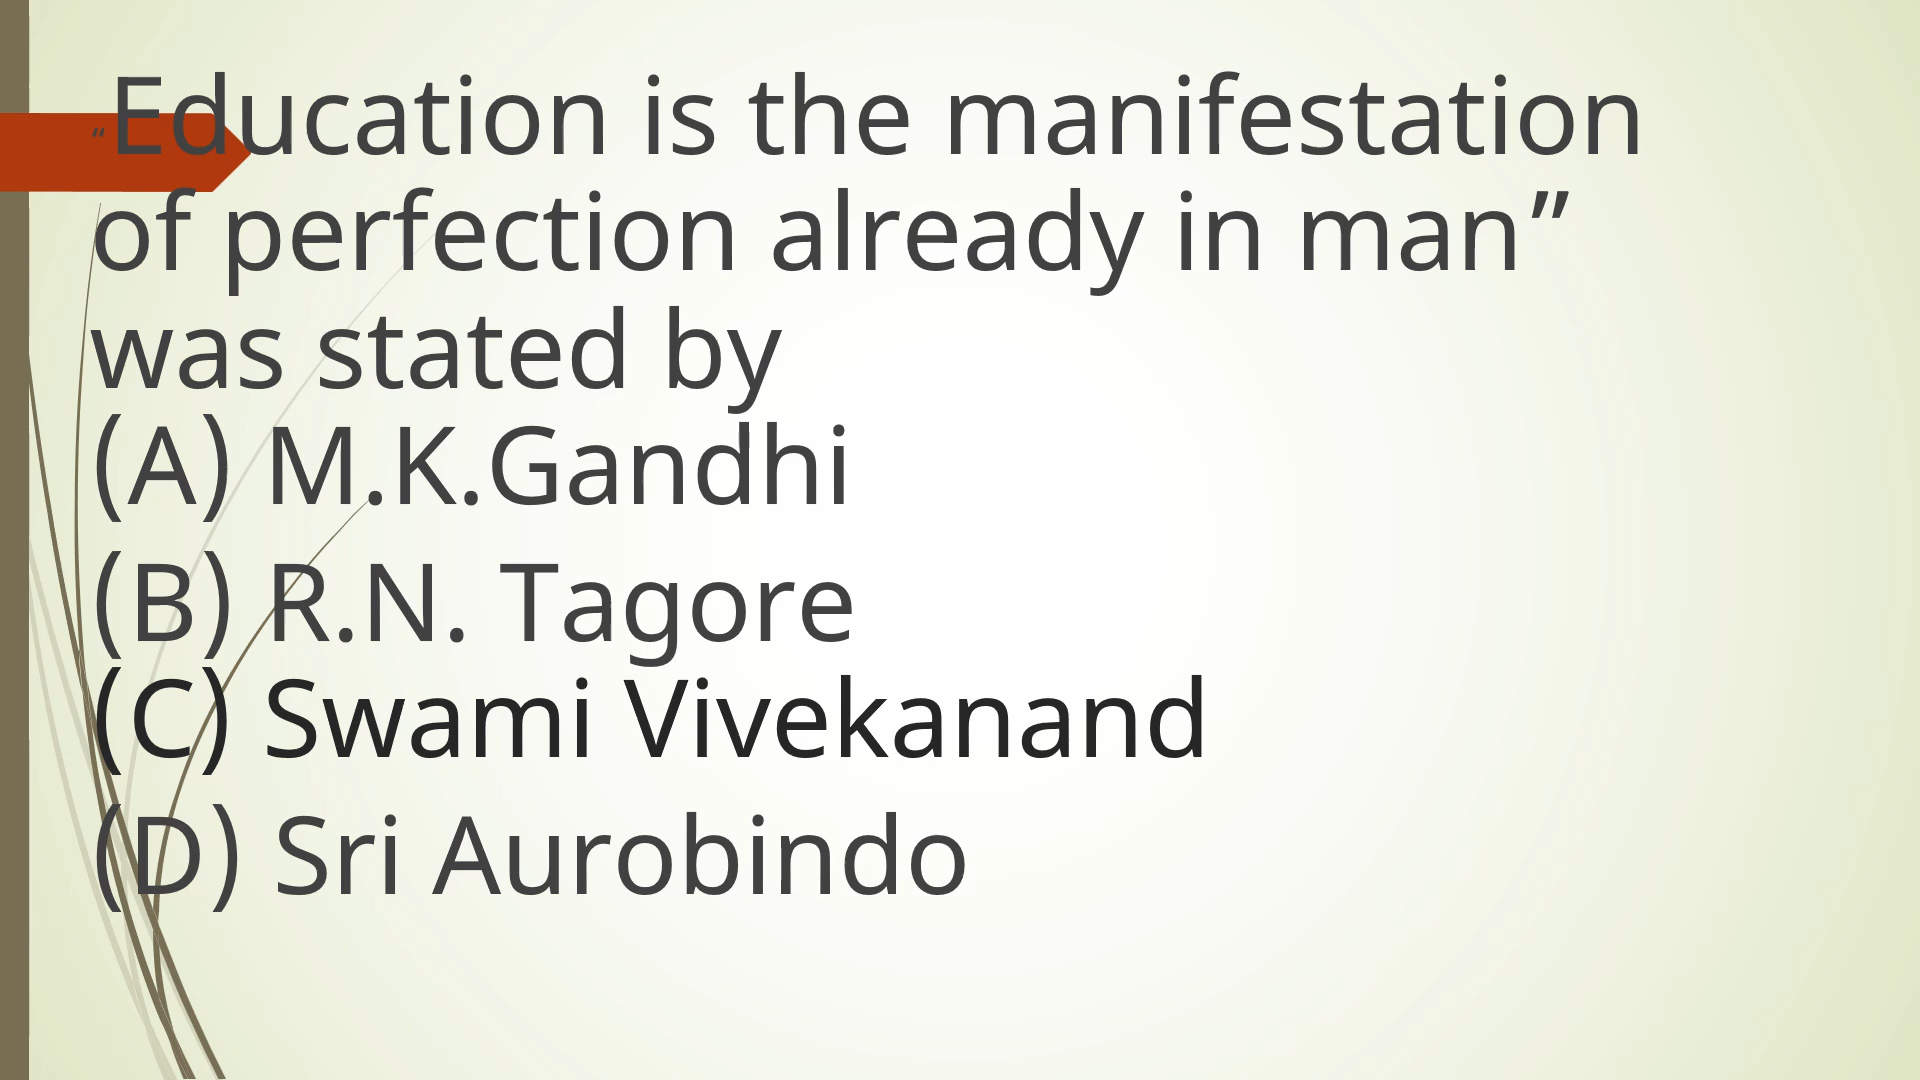 “Education is the manifestation
of perfection already in man”
was stated by
(A) M.K.Gandhi
(B) R.N. Tagore
(C) Swami Vivekanand
(D) Sri Aurobindo